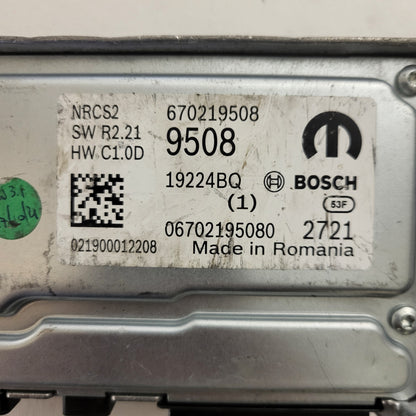 NRCS2 670219508
SW R2.21 9508
HW C1.0D
19224BQ BOSCH
(1) 53F
06702195080 2721
021900012208 Made in Romania